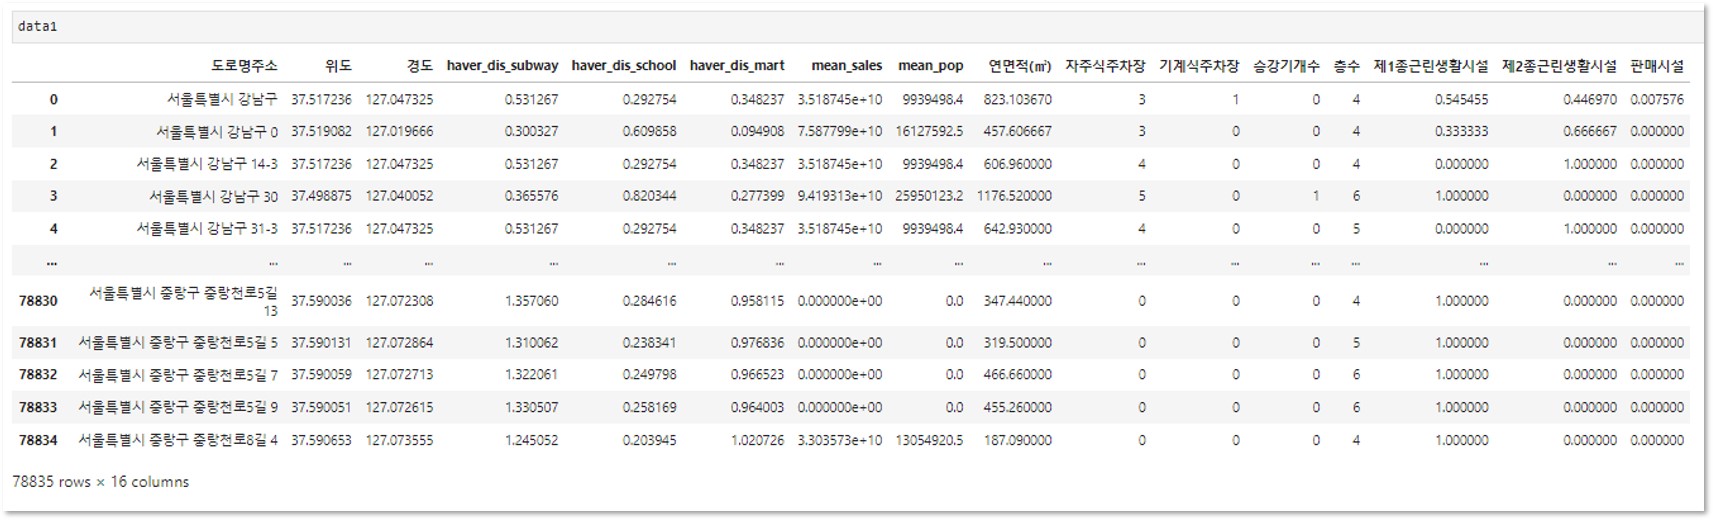 data1
도로명주소 위도 경도 haver_dis_subway haver_dis_school haver_dis_mart mean_sales mean_pop 연면적(㎡) 자주식주차장 기계식주차장 승강기개수 층수 제1종근린생활시설 제2종근린생활시설 판매시설
0 서울특별시 강남구 37.517236 127.047325 0.531267 0.292754 0.348237 3.518745e+10 9939498.4 823.103670 3 1 0 4 0.545455 0.446970 0.007576
1 서울특별시 강남구 0 37.519082 127.019666 0.300327 0.609858 0.094908 7.587799e+10 16127592.5 457.606667 3 0 0 4 0.333333 0.666667 0.000000
2 서울특별시 강남구 14-3 37.517236 127.047325 0.531267 0.292754 0.348237 3.518745e+10 9939498.4 606.960000 4 0 0 4 0.000000 1.000000 0.000000
3 서울특별시 강남구 30 37.498875 127.040052 0.365576 0.820344 0.277399 9.419313e+10 25950123.2 1176.520000 5 0 1 6 1.000000 0.000000 0.000000
4 서울특별시 강남구 31-3 37.517236 127.047325 0.531267 0.292754 0.348237 3.518745e+10 9939498.4 642.930000 4 0 0 5 0.000000 1.000000 0.000000
... ... ... ... ... ... ... ... ... ... ... ... ... ... ... ... ...
78830 서울특별시 중랑구 중랑천로5길 37.590036 127.072308 1.357060 0.284616 0.958115 0.000000e+00 0.0 347.440000 0 0 0 4 1.000000 0.000000 0.000000
13
78831 서울특별시 중랑구 중랑천로5길 5 37.590131 127.072864 1.310062 0.238341 0.976836 0.000000e+00 0.0 319.500000 0 0 0 5 1.000000 0.000000 0.000000
78832 서울특별시 중랑구 중랑천로5길 7 37.590059 127.072713 1.322061 0.249798 0.966523 0.000000e+00 0.0 466.660000 0 0 0 6 1.000000 0.000000 0.000000
78833 서울특별시 중랑구 중랑천로5길 9 37.590051 127.072615 1.330507 0.258169 0.964003 0.000000e+00 0.0 455.260000 0 0 0 6 1.000000 0.000000 0.000000
78834 서울특별시 중랑구 중랑천로8길 4 37.590653 127.073555 1.245052 0.203945 1.020726 3.303573e+10 13054920.5 187.090000 0 0 0 4 1.000000 0.000000 0.000000
78835 rows × 16 columns